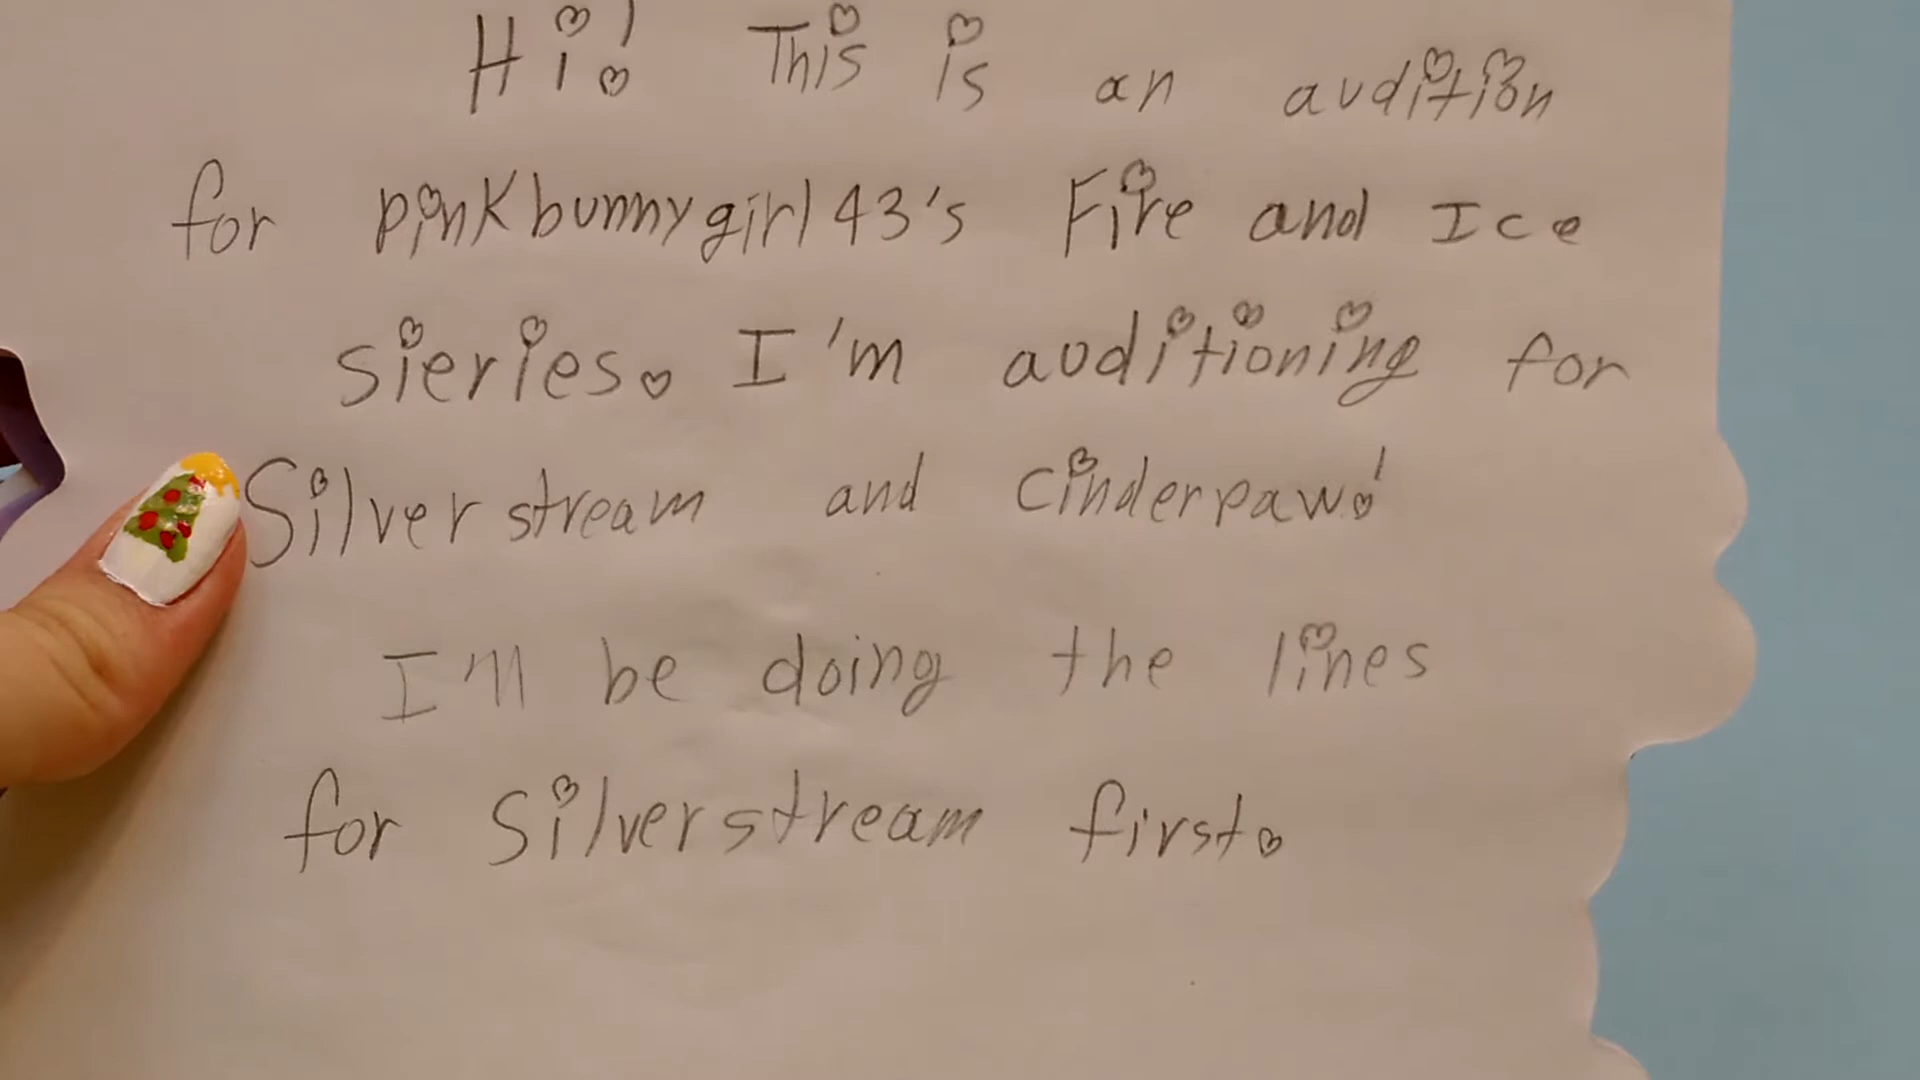 Hi! This is an audition
for pinkbunnygirl43's Fire and Ice
sieries. I'm auditioning for
Silverstream and cinderpaw!
I'll be doing the lines
for Silverstream first.